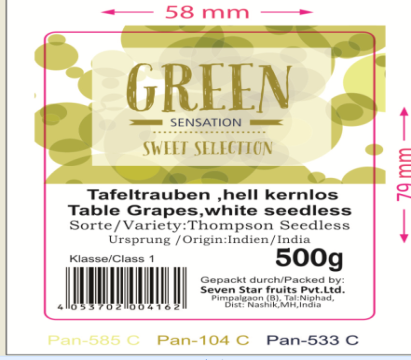 58 mm
GREEN
SENSATION
SWEET SELECTION
79 mm
Tafeltrauben ,hell kernlos
Table Grapes,white seedless
Sorte/Variety:Thompson Seedless
Ursprung /Origin:Indien/India
Klasse/Class 1
500g
Gepackt durch/Packed by:
Seven Star fruits Pvt.Ltd.
Pimpalgaon (B), Tal:Niphad,
Dist: Nashik,MH,India
4 053702 004162
Pan-585 C Pan-104 C Pan-533 C